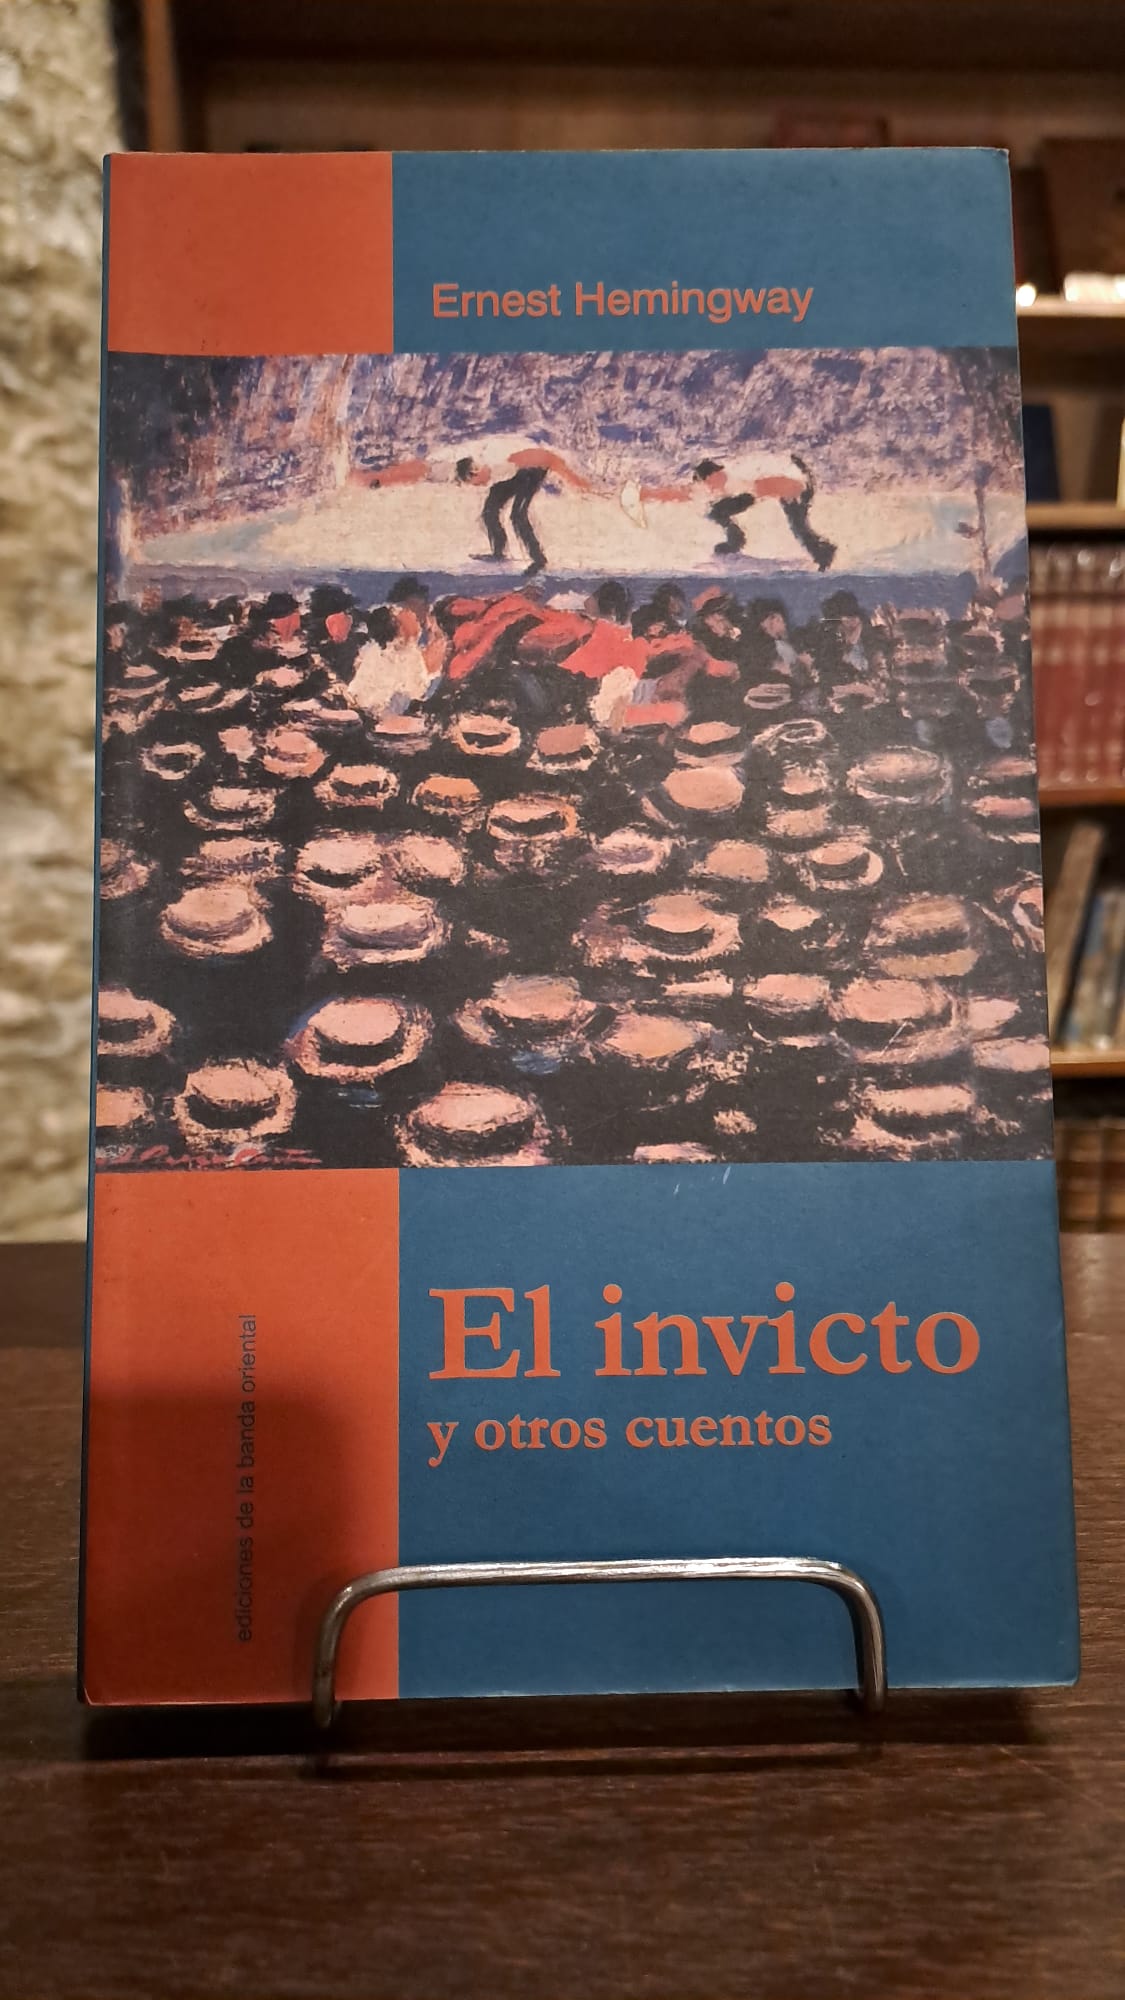 Ernest Hemingway
El invicto
y otros cuentos
ediciones de la banda oriental